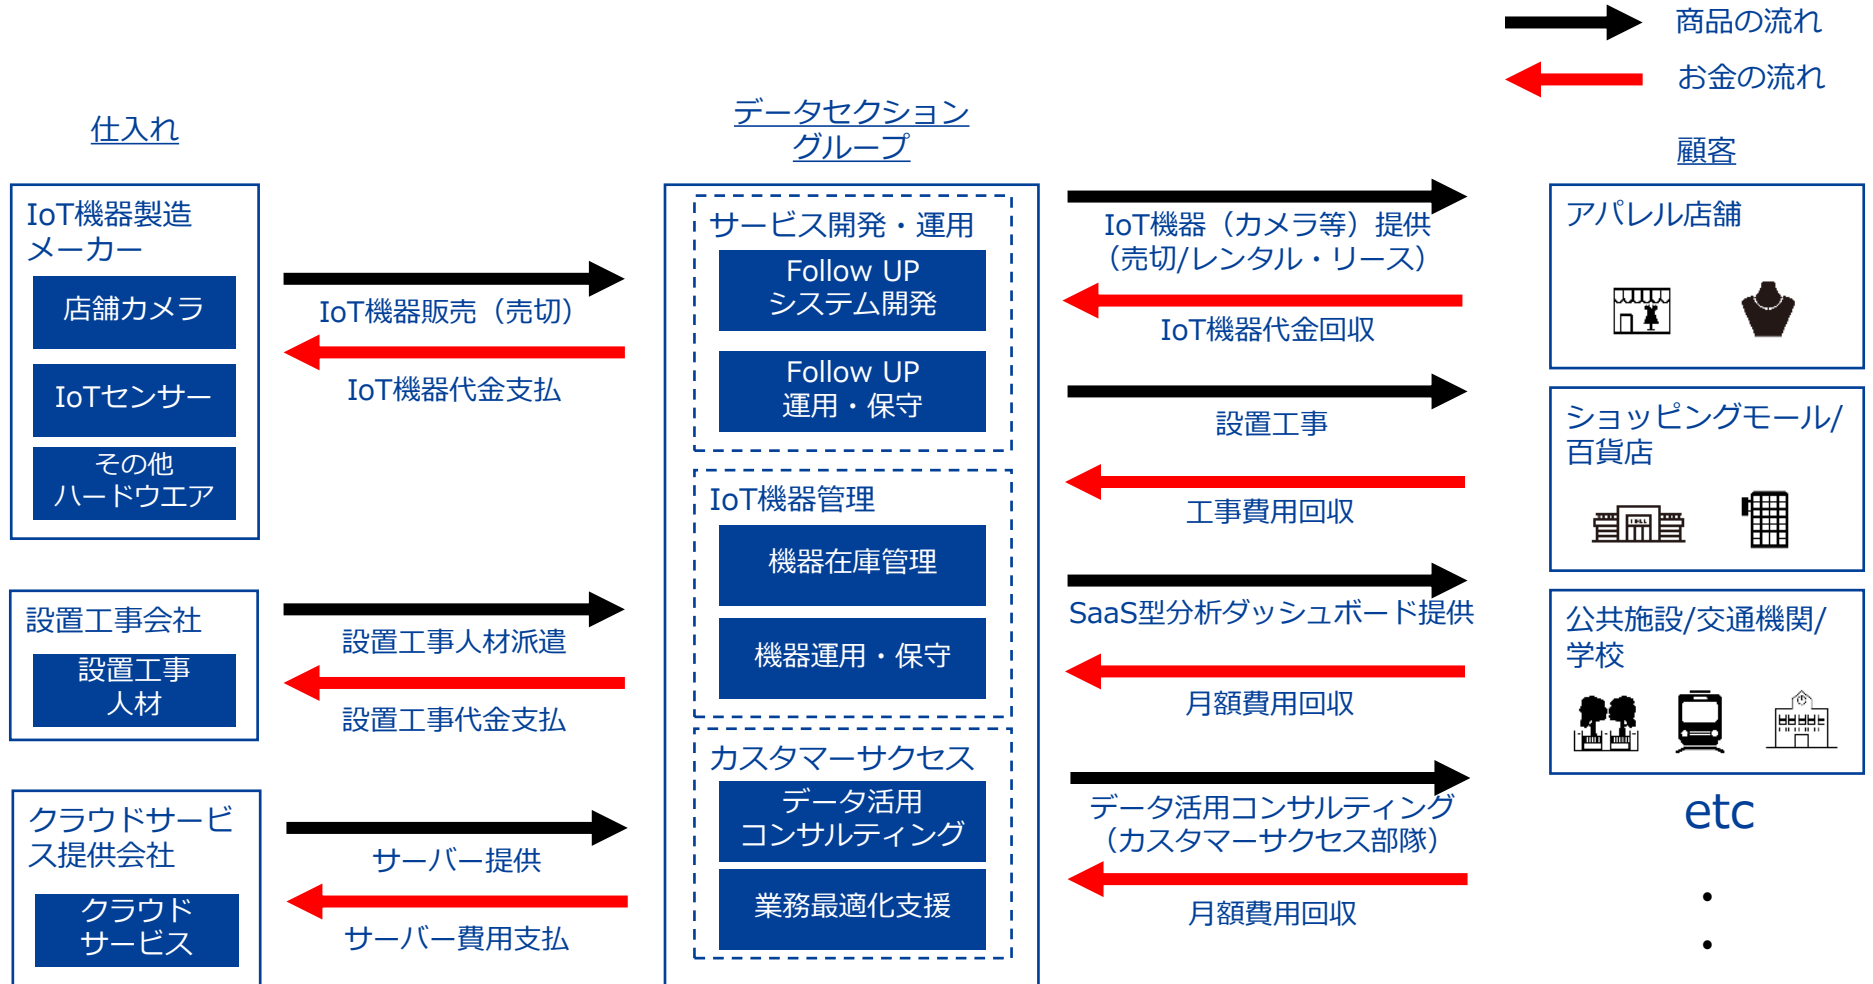 商品の流れ
お金の流れ
仕入れ
データセクション
グループ
顧客
IoT機器製造
メーカー
店舗カメラ
IoTセンサー
その他
ハードウエア
IoT機器販売（売切）
IoT機器代金支払
設置工事会社
設置工事
人材
設置工事人材派遣
設置工事代金支払
クラウドサービ
ス提供会社
クラウド
サービス
サーバー提供
サーバー費用支払
サービス開発・運用
Follow UP
システム開発
Follow UP
運用・保守
IoT機器管理
機器在庫管理
機器運用・保守
カスタマーサクセス
データ活用
コンサルティング
業務最適化支援
IoT機器（カメラ等）提供
（売切/レンタル・リース）
IoT機器代金回収
設置工事
工事費用回収
SaaS型分析ダッシュボード提供
月額費用回収
データ活用コンサルティング
（カスタマーサクセス部隊）
月額費用回収
アパレル店舗
ショッピングモール/
百貨店
公共施設/交通機関/
学校
etc
・
・